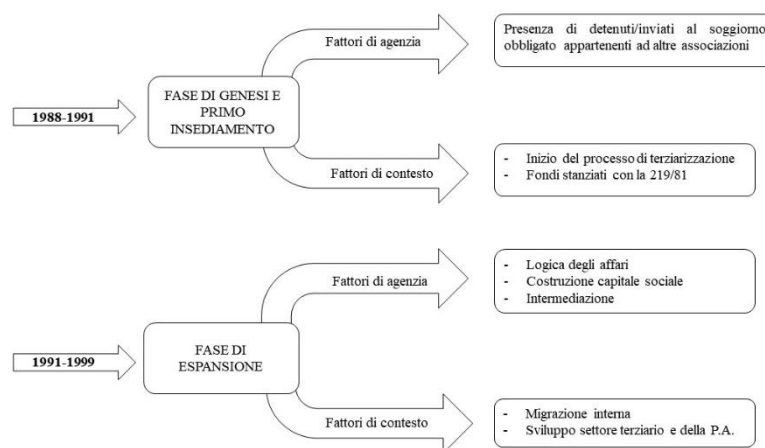 Fattori di agenzia
Presenza di detenuti/inviati al soggiorno
obbligato appartenenti ad altre associazioni
1988-1991
FASE DI GENESI E
PRIMO
INSEDIAMENTO
Fattori di contesto
- Inizio del processo di terziarizzazione
- Fondi stanziati con la 219/81
Fattori di agenzia
- Logica degli affari
- Costruzione capitale sociale
- Intermediazione
1991-1999
FASE DI
ESPANSIONE
Fattori di contesto
- Migrazione interna
- Sviluppo settore terziario e della P.A.